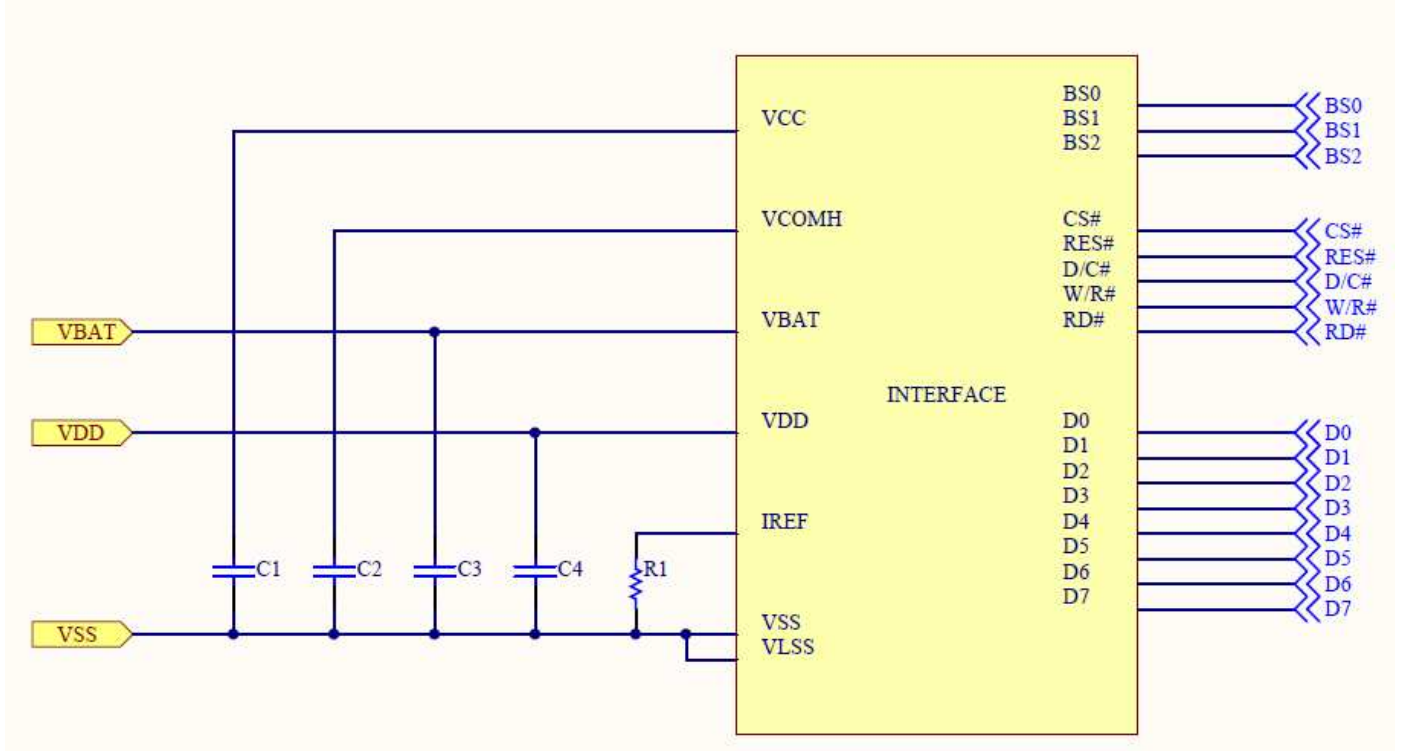 BS0
BS0
VCC
BS1
BS1
BS2
BS2
VCOMH
CS#
CS#
RES#
RES#
D/C#
D/C#
W/R#
W/R#
VBAT
VBAT
RD#
RD#
INTERFACE
VDD
VDD
D0
D0
D1
D1
D2
D2
D3
D3
IREF
D4
D4
D5
D5
C1
C2
C3
C4
R1
D6
D6
D7
D7
VSS
VSS
VLSS